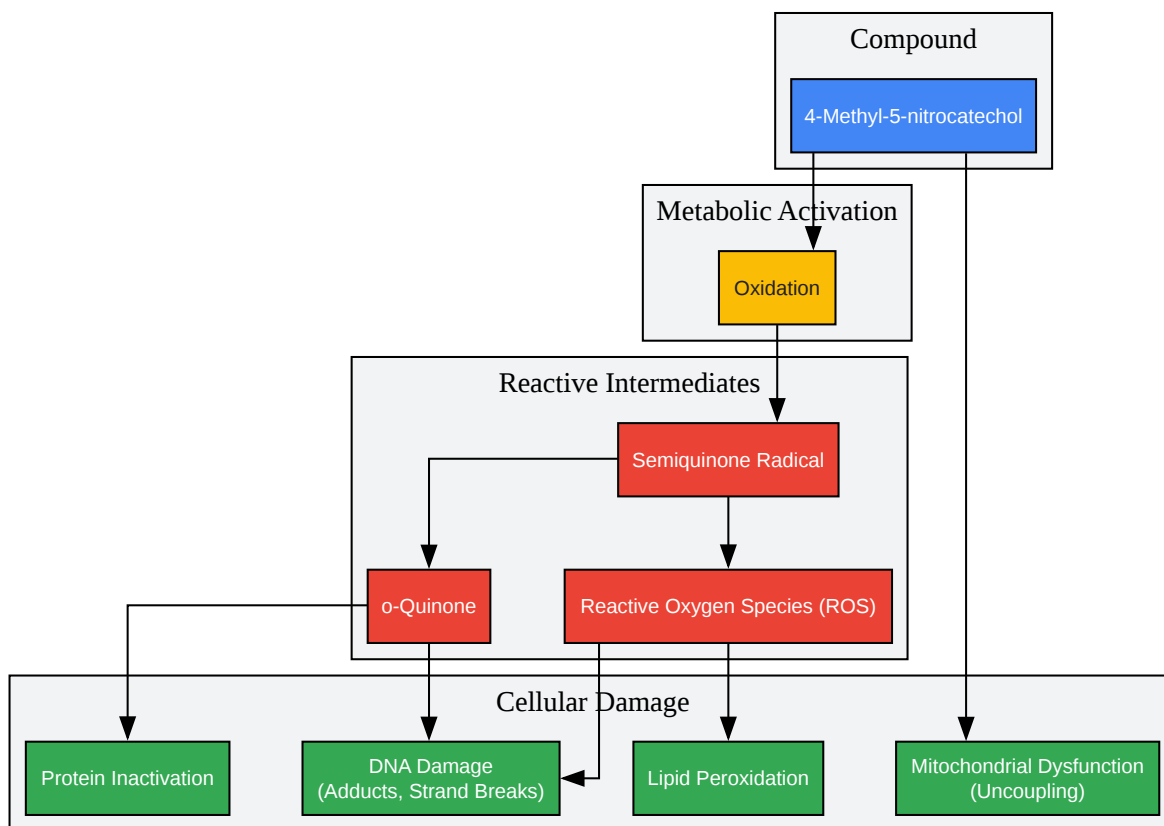 Compound
4-Methyl-5-nitrocatechol
Metabolic Activation
Oxidation
Reactive Intermediates
Semiquinone Radical
o-Quinone
Reactive Oxygen Species (ROS)
Cellular Damage
Protein Inactivation
DNA Damage
(Adducts, Strand Breaks)
Lipid Peroxidation
Mitochondrial Dysfunction
(Uncoupling)